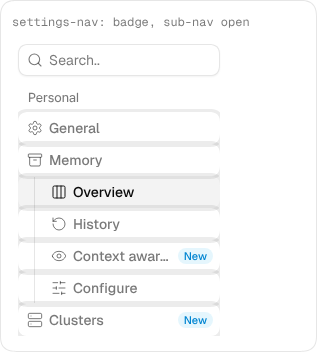 settings-nav: badge, sub-nav open
Search..
Personal
General
Memory
Overview
History
Context awar... New
Configure
Clusters New